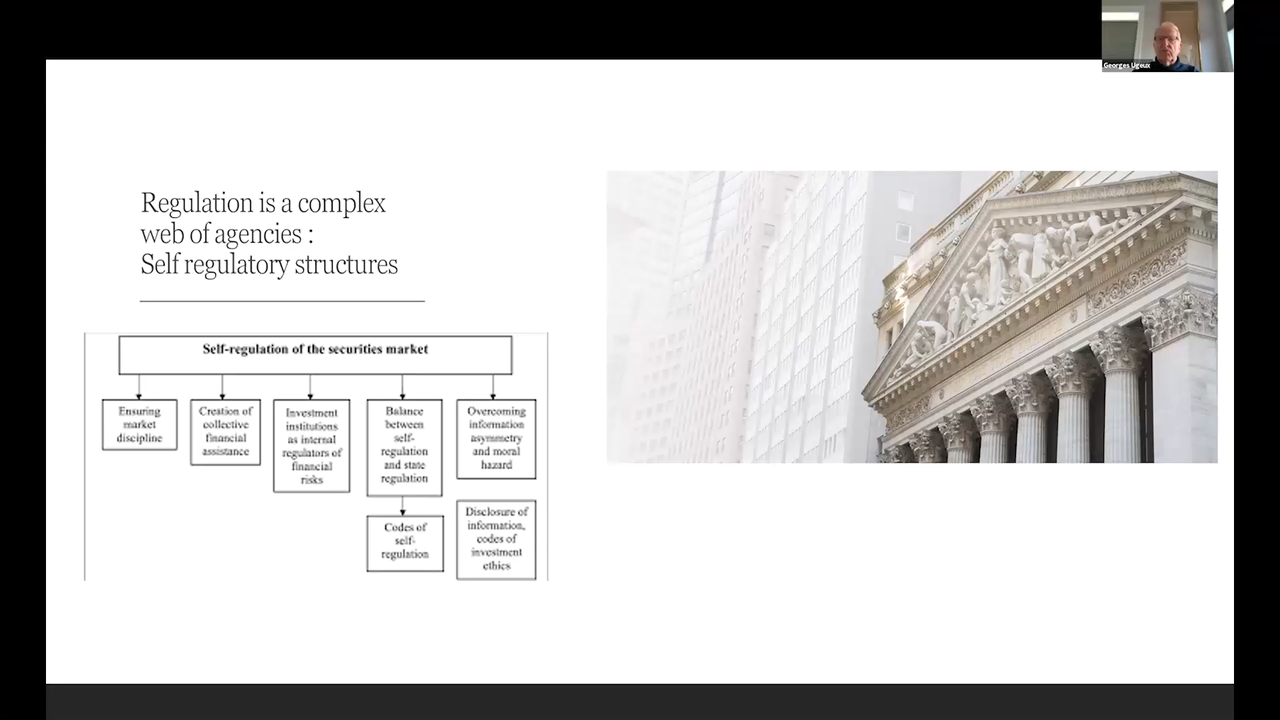 Georges Ugeux
Regulation is a complex
web of agencies :
Self regulatory structures
Self-regulation of the securities market
Ensuring
market
discipline
Creation of
collective
financial
assistance
Investment
institutions
as internal
regulators of
financial
risks
Balance
between
self-
regulation
and state
regulation
Overcoming
information
asymmetry
and moral
hazard
Codes of
self-
regulation
Disclosure of
information,
codes of
investment
ethics